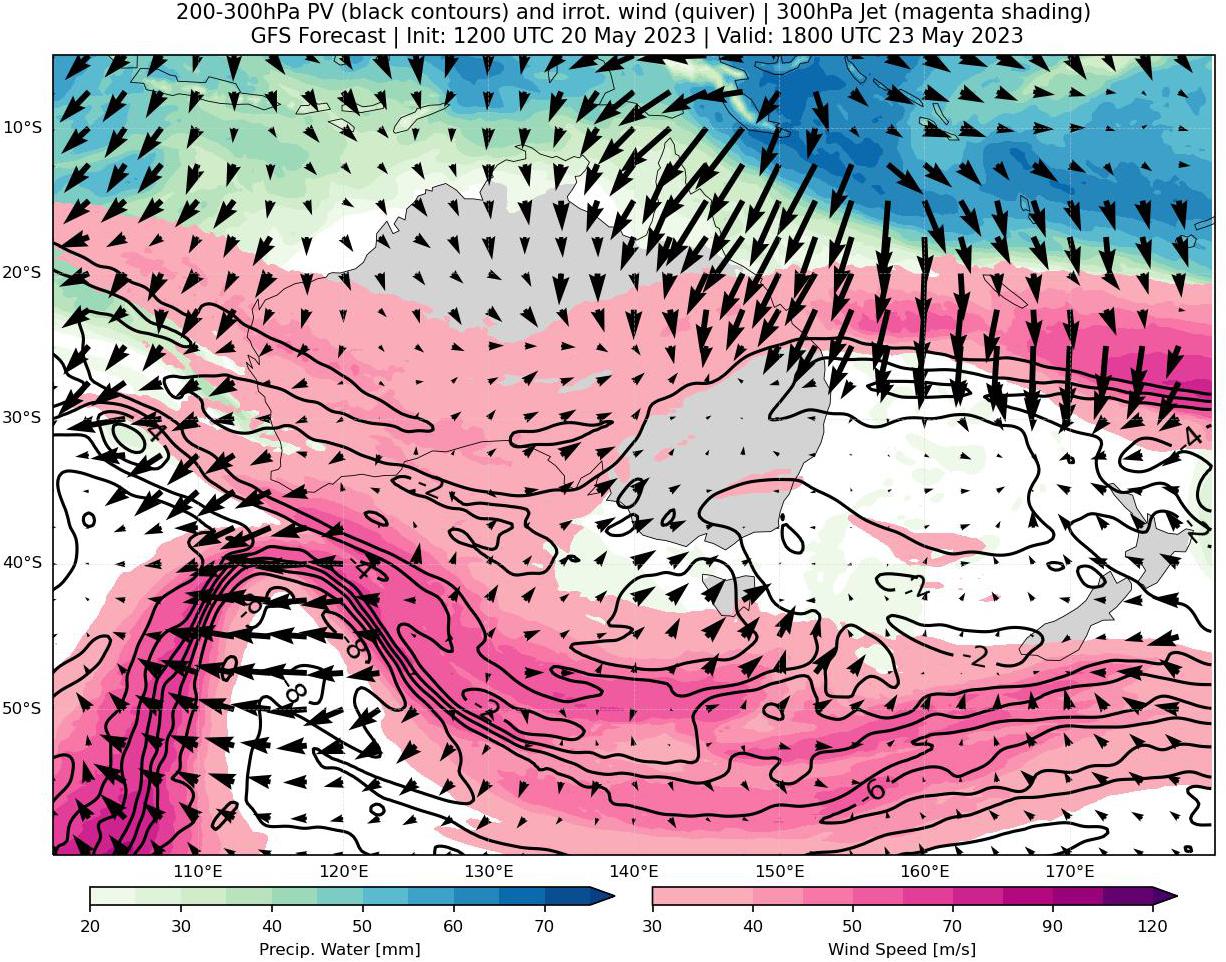 200-300hPa PV (black contours) and irrot. wind (quiver) | 300hPa Jet (magenta shading)
GFS Forecast | Init: 1200 UTC 20 May 2023 | Valid: 1800 UTC 23 May 2023
10°S
20°S
30°S
40°S
50°S
-4
-4
-2
-4
-6
-8
-8
-2
-2
-2
-6
110°E 120°E 130°E 140°E 150°E 160°E 170°E
20 30 40 50 60 70
30 40 50 70 90 120
Precip. Water [mm]
Wind Speed [m/s]